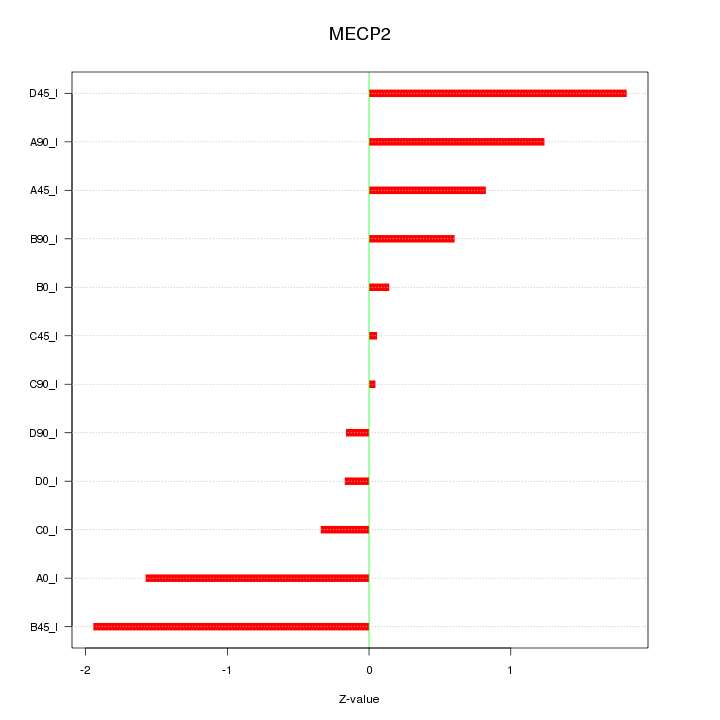 MECP2
D45_I
A90_I
A45_I
B90_I
B0_I
C45_I
C90_I
D90_I
D0_I
C0_I
A0_I
B45_I
-2 -1 0 1
Z-value